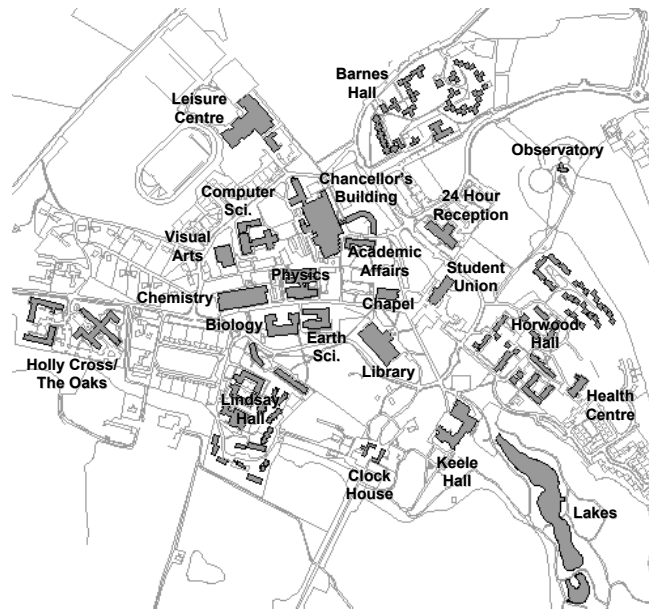 Barnes
Hall
Leisure
Centre
Observatory
Chancellor's
Building
Computer
Sci.
24 Hour
Reception
Visual
Arts
Academic
Affairs
Student
Union
Physics
Chemistry
Chapel
Biology
Earth
Sci.
Horwood
Hall
Holly Cross/
The Oaks
Library
Lindsay
Hall
Health
Centre
Clock
House
Keele
Hall
Lakes